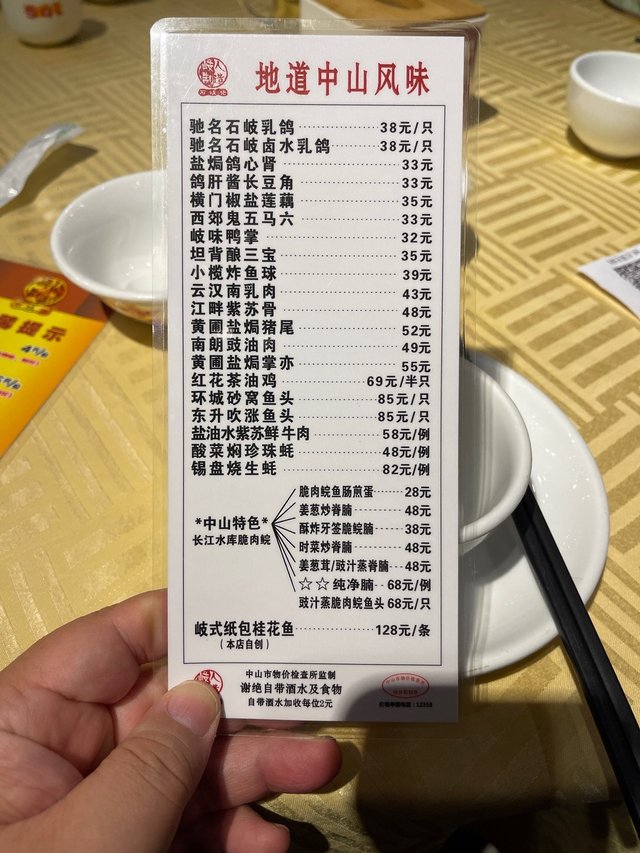 地道中山风味
驰名石岐乳鸽 38元/只
驰名石岐卤水乳鸽 38元/只
盐焗鸽心肾 33元
鸽肝酱长豆角 33元
横门椒盐莲藕 35元
西郊鬼五马六 33元
岐味鸭掌 32元
坦背酿三宝 35元
小榄炸鱼球 39元
云汉南乳肉 43元
江畔紫苏骨 48元
黄圃盐焗猪尾 52元
南朗豉油肉 49元
黄圃盐焗掌亦 55元
红花茶油鸡 69元/半只
环城砂窝鱼头 85元/只
东升吹涨鱼头 85元/只
盐油水紫苏鲜牛肉 58元/例
酸菜焖珍珠蚝 48元/例
锡盘烧生蚝 82元/例
*中山特色*
长江水库脆肉鲩
脆肉鲩鱼肠煎蛋 28元
姜葱炒脊腩 48元
酥炸牙签脆鲩腩 38元
时菜炒脊腩 48元
姜葱茸/豉汁蒸脊腩 48元
☆☆纯净腩 68元/例
豉汁蒸脆肉鲩鱼头 68元/只
岐式纸包桂花鱼 128元/条
(本店自创)
中山市物价检查所监制
谢绝自带酒水及食物
自带酒水加收每位2元
提示